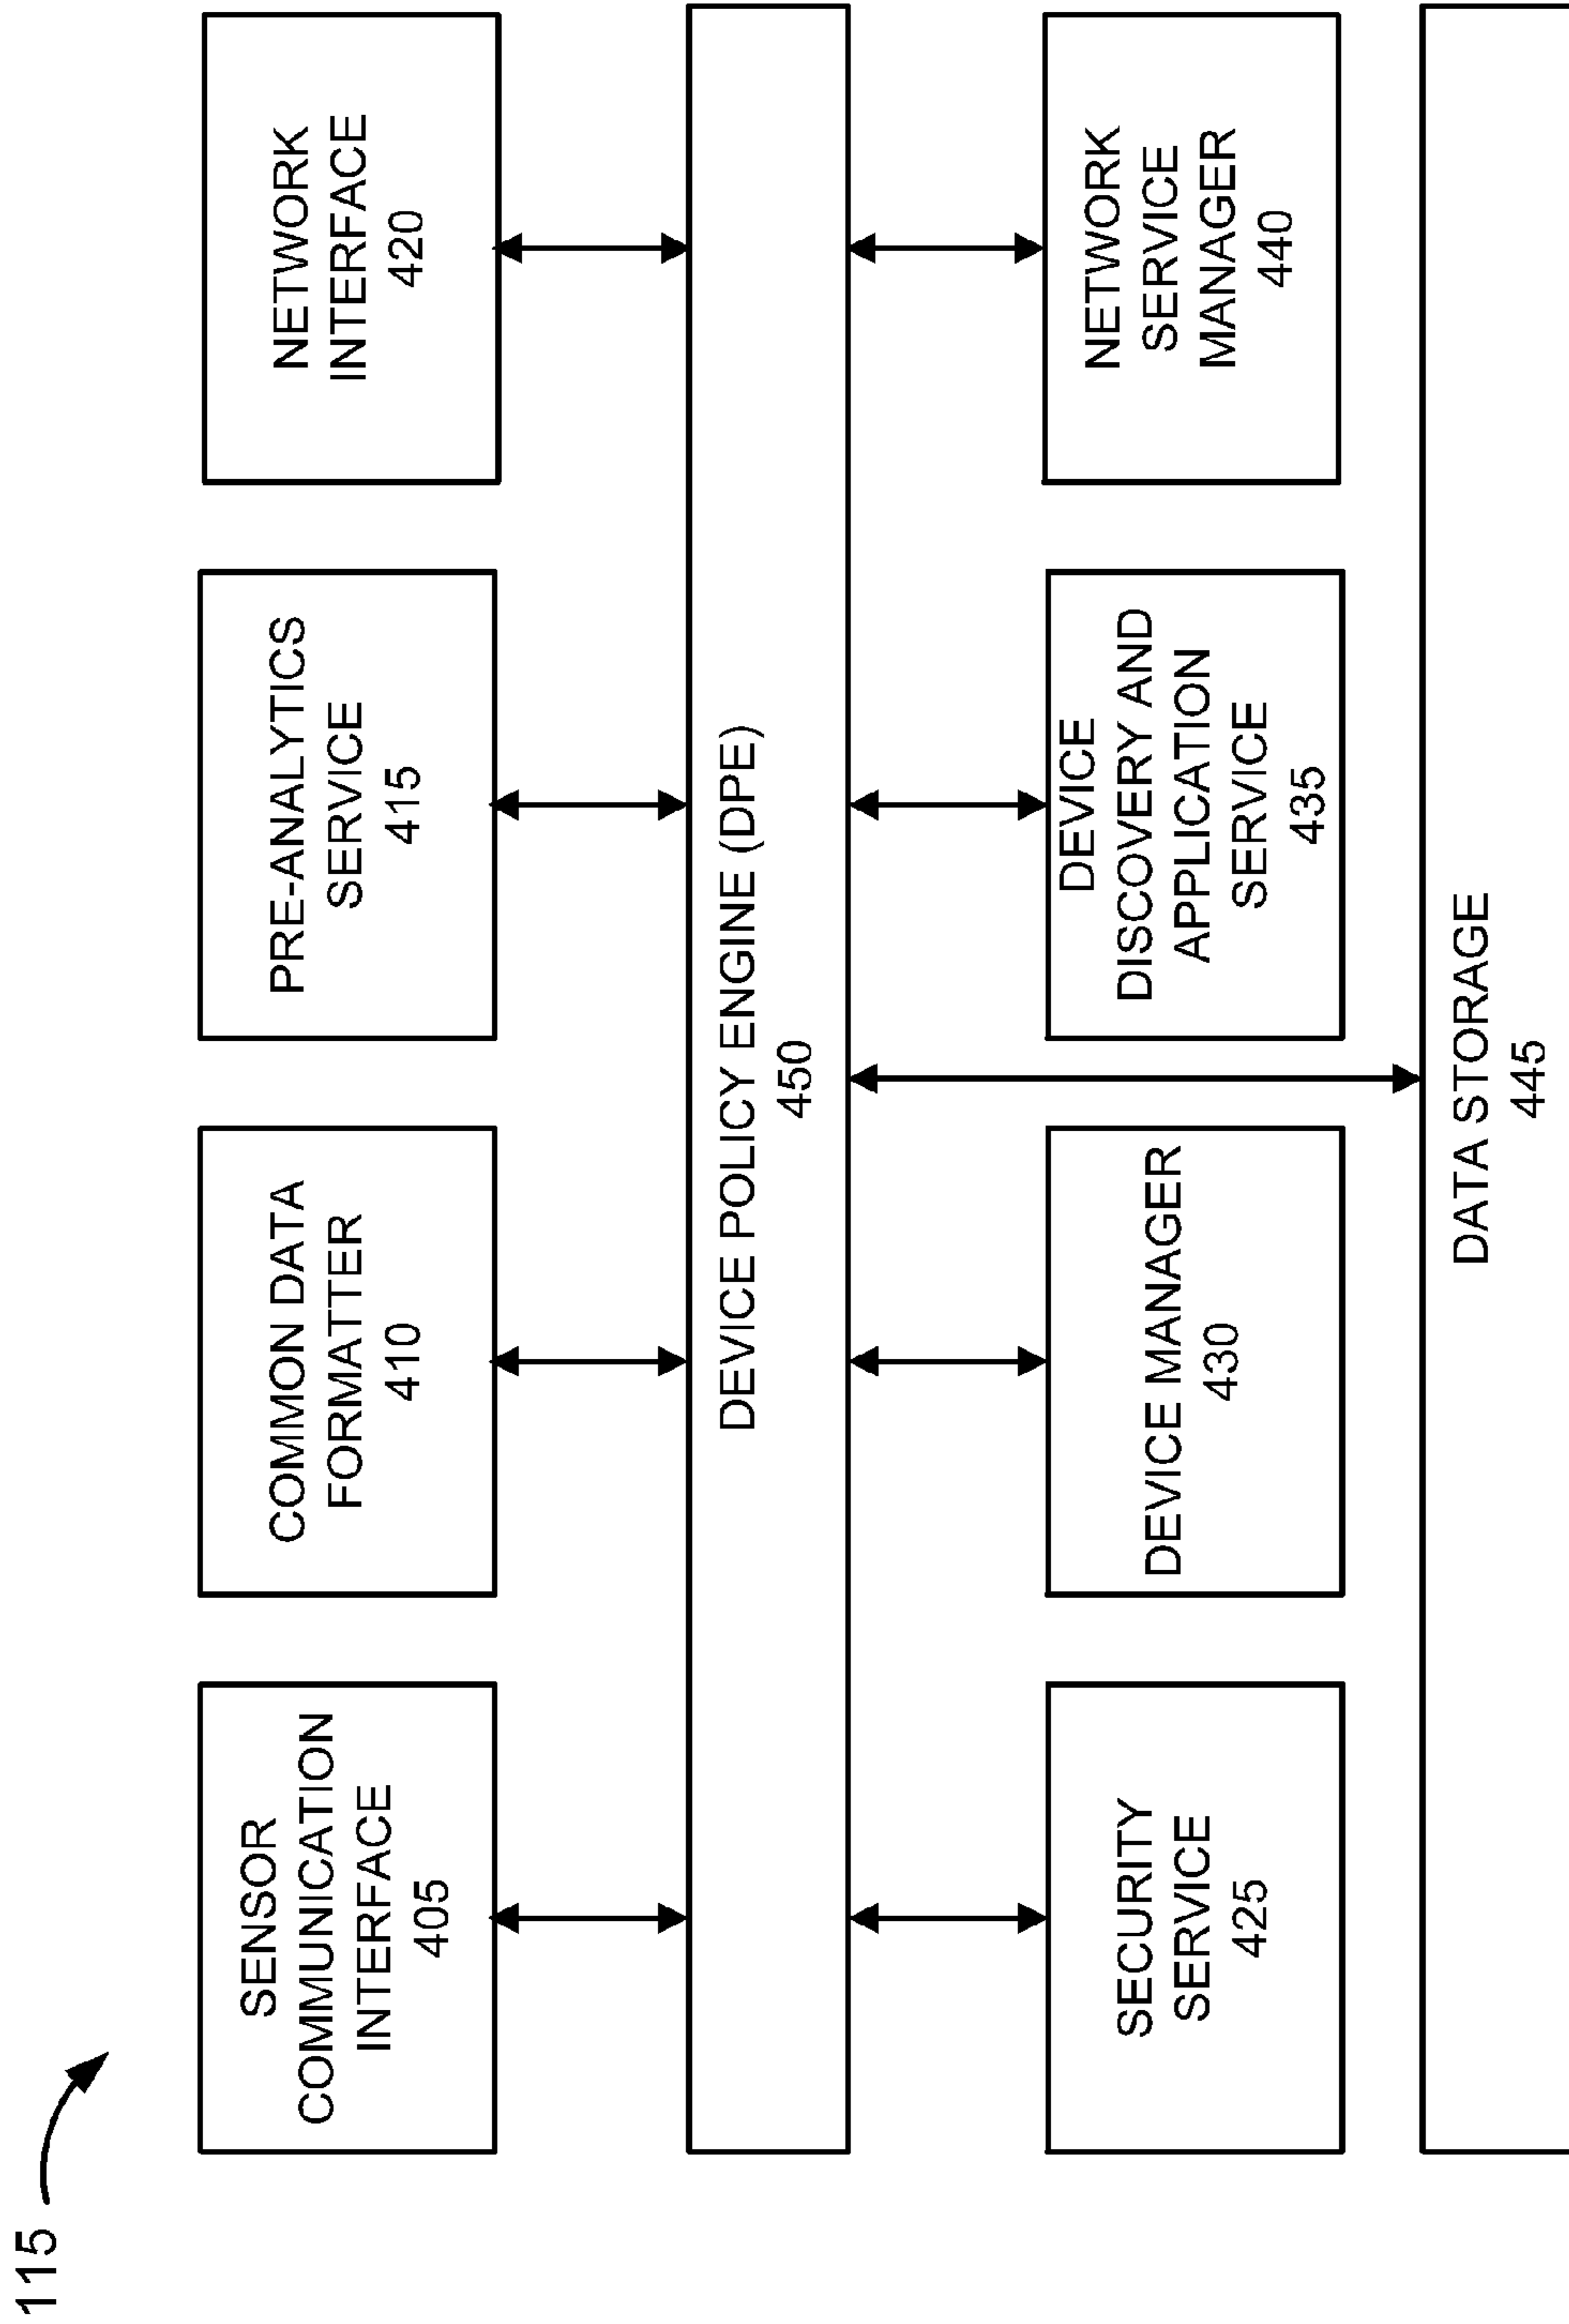 115
SENSOR
COMMUNICATION
INTERFACE
405
COMMON DATA
FORMATTER
410
PRE-ANALYTICS
SERVICE
415
NETWORK
INTERFACE
420
DEVICE POLICY ENGINE (DPE)
450
SECURITY
SERVICE
425
DEVICE MANAGER
430
DEVICE
DISCOVERY AND
APPLICATION
SERVICE
435
NETWORK
SERVICE
MANAGER
440
DATA STORAGE
445